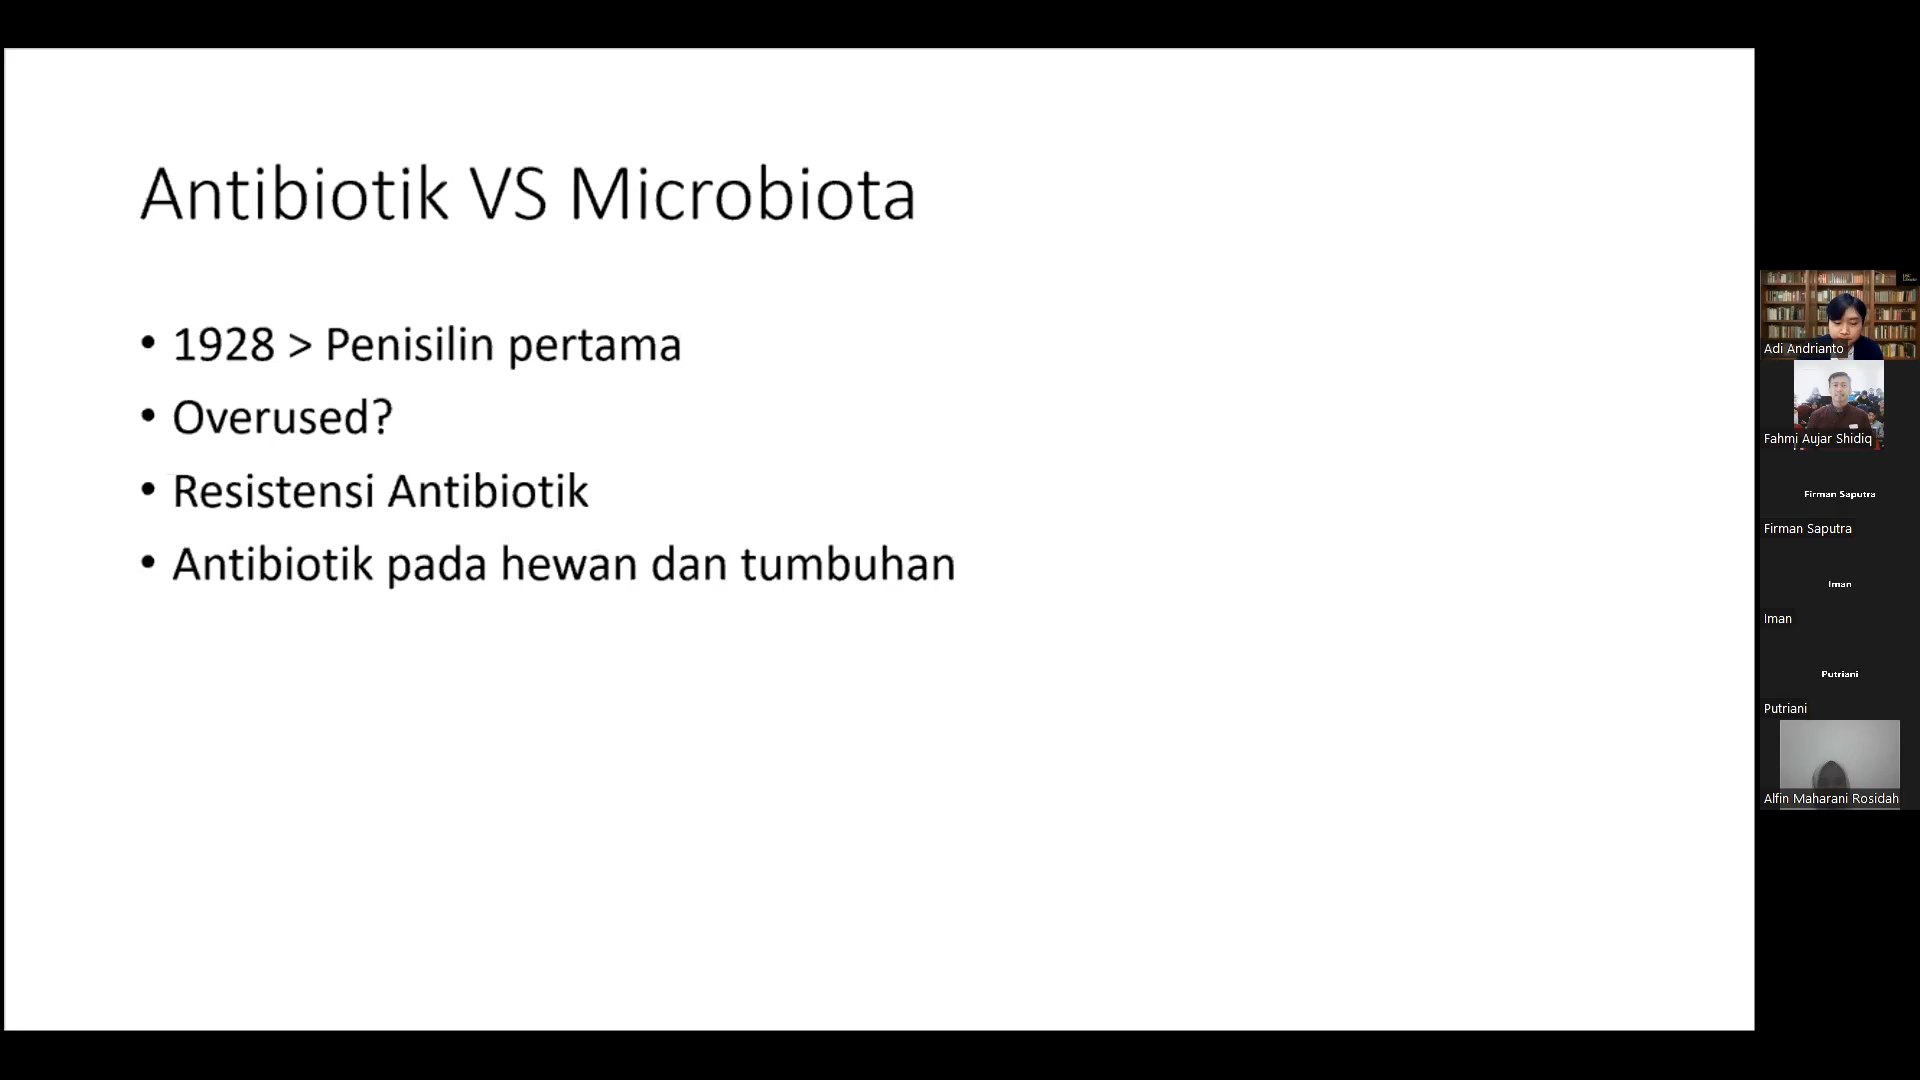 Antibiotik VS Microbiota
• 1928 > Penisilin pertama
• Overused?
• Resistensi Antibiotik
• Antibiotik pada hewan dan tumbuhan
Adi Andrianto
Fahmi Aujar Shidiq
Firman Saputra
Firman Saputra
Iman
Iman
Putriani
Putriani
Alfin Maharani Rosidah